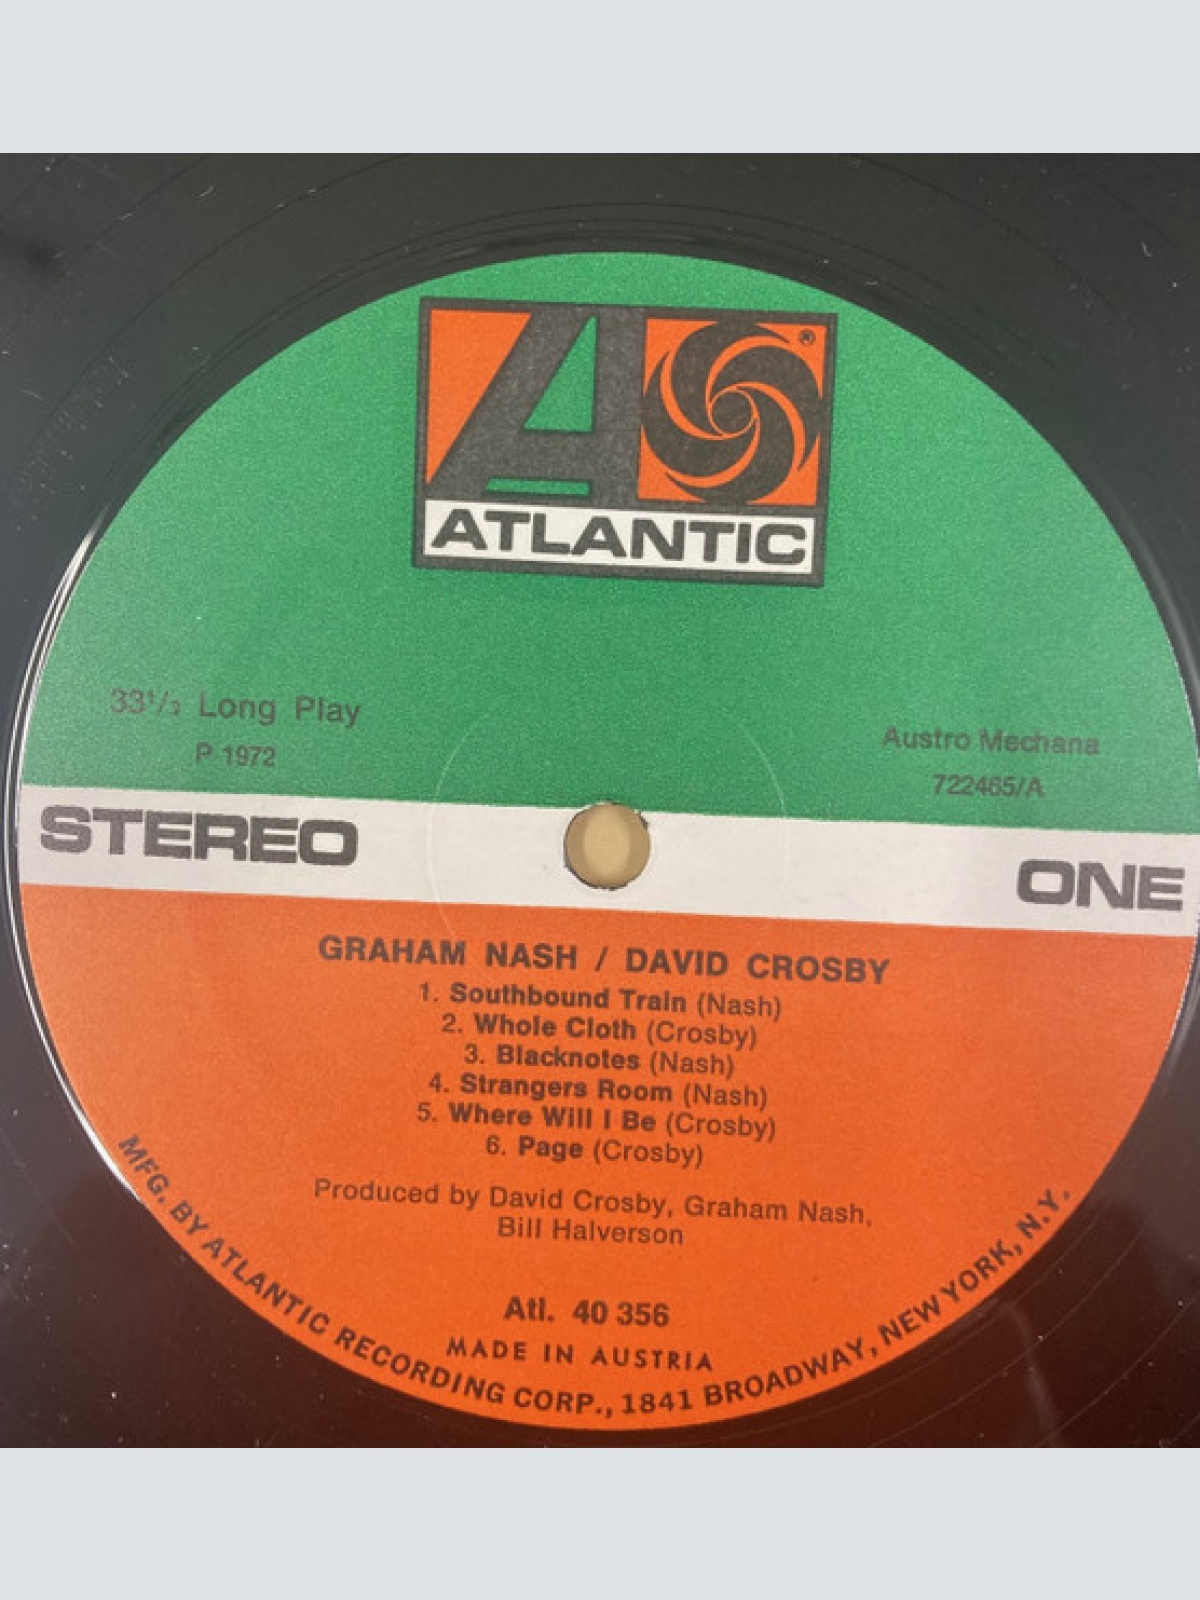 ®
ATLANTIC
33⅓ Long Play
P 1972
Austro Mechana
722465/A
STEREO
ONE
GRAHAM NASH / DAVID CROSBY
1. Southbound Train (Nash)
2. Whole Cloth (Crosby)
3. Blacknotes (Nash)
4. Strangers Room (Nash)
5. Where Will I Be (Crosby)
6. Page (Crosby)
Produced by David Crosby, Graham Nash,
Bill Halverson
Atl. 40 356
MADE IN AUSTRIA
MFG. BY ATLANTIC RECORDING CORP., 1841 BROADWAY, NEW YORK, N.Y.